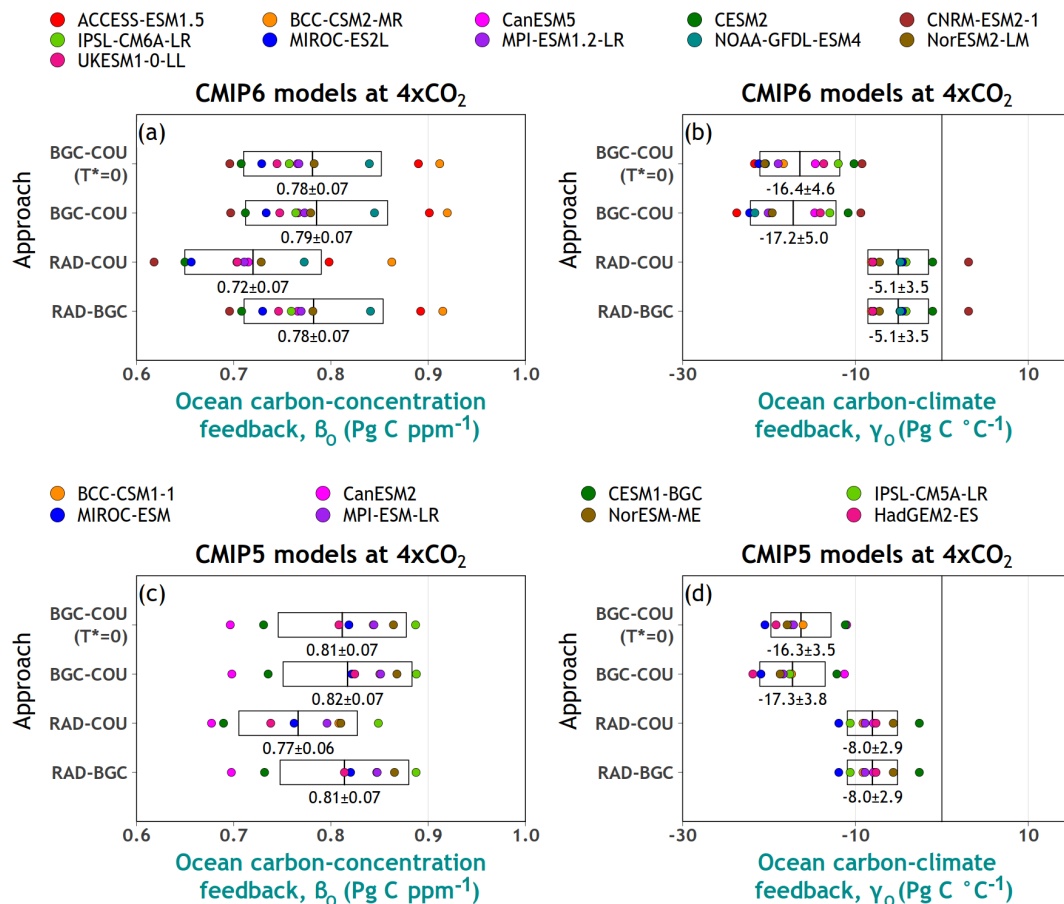 ACCESS-ESM1.5 BCC-CSM2-MR CanESM5 CESM2 CNRM-ESM2-1
IPSL-CM6A-LR MIROC-ES2L MPI-ESM1.2-LR NOAA-GFDL-ESM4 NorESM2-LM
UKESM1-0-LL
CMIP6 models at 4xCO₂
(a)
Approach
BGC-COU
(T*=0)
0.78±0.07
BGC-COU
0.79±0.07
RAD-COU
0.72±0.07
RAD-BGC
0.78±0.07
0.6 0.7 0.8 0.9 1.0
Ocean carbon-concentration
feedback, β₀ (Pg C ppm⁻¹)
CMIP6 models at 4xCO₂
(b)
Approach
BGC-COU
(T*=0)
-16.4±4.6
BGC-COU
-17.2±5.0
RAD-COU
-5.1±3.5
RAD-BGC
-5.1±3.5
-30 -10 10
Ocean carbon-climate
feedback, γ₀ (Pg C °C⁻¹)
BCC-CSM1-1 CanESM2 CESM1-BGC IPSL-CM5A-LR
MIROC-ESM MPI-ESM-LR NorESM-ME HadGEM2-ES
CMIP5 models at 4xCO₂
(c)
Approach
BGC-COU
(T*=0)
0.81±0.07
BGC-COU
0.82±0.07
RAD-COU
0.77±0.06
RAD-BGC
0.81±0.07
0.6 0.7 0.8 0.9 1.0
Ocean carbon-concentration
feedback, β₀ (Pg C ppm⁻¹)
CMIP5 models at 4xCO₂
(d)
Approach
BGC-COU
(T*=0)
-16.3±3.5
BGC-COU
-17.3±3.8
RAD-COU
-8.0±2.9
RAD-BGC
-8.0±2.9
-30 -10 10
Ocean carbon-climate
feedback, γ₀(Pg C °C⁻¹)